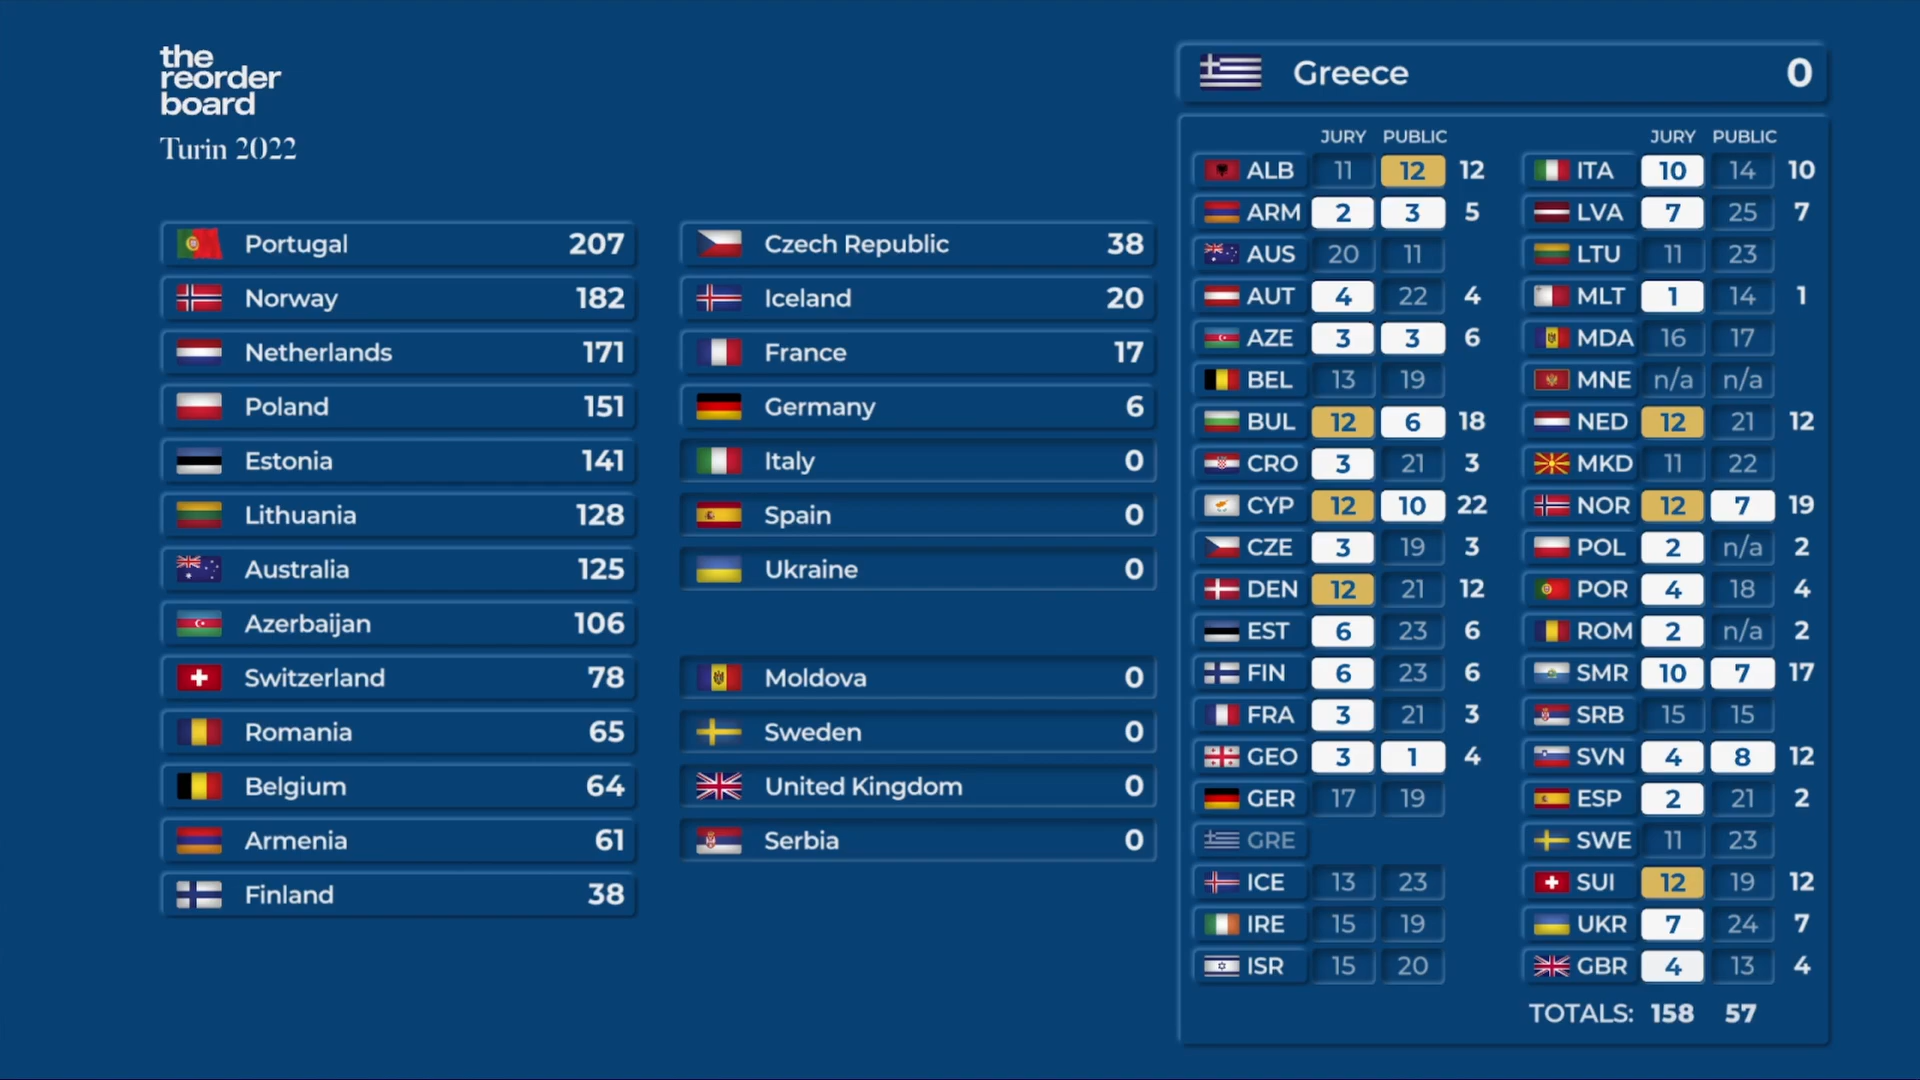 the
reorder
board
Turin 2022
Portugal 207
Norway 182
Netherlands 171
Poland 151
Estonia 141
Lithuania 128
Australia 125
Azerbaijan 106
Switzerland 78
Romania 65
Belgium 64
Armenia 61
Finland 38
Czech Republic 38
Iceland 20
France 17
Germany 6
Italy 0
Spain 0
Ukraine 0
Moldova 0
Sweden 0
United Kingdom 0
Serbia 0
Greece 0
JURY PUBLIC
ALB 11 12 12
ARM 2 3 5
AUS 20 11
AUT 4 22 4
AZE 3 3 6
BEL 13 19
BUL 12 6 18
CRO 3 21 3
CYP 12 10 22
CZE 3 19 3
DEN 12 21 12
EST 6 23 6
FIN 6 23 6
FRA 3 21 3
GEO 3 1 4
GER 17 19
GRE
ICE 13 23
IRE 15 19
ISR 15 20
JURY PUBLIC
ITA 10 14 10
LVA 7 25 7
LTU 11 23
MLT 1 14 1
MDA 16 17
MNE n/a n/a
NED 12 21 12
MKD 11 22
NOR 12 7 19
POL 2 n/a 2
POR 4 18 4
ROM 2 n/a 2
SMR 10 7 17
SRB 15 15
SVN 4 8 12
ESP 2 21 2
SWE 11 23
SUI 12 19 12
UKR 7 24 7
GBR 4 13 4
TOTALS: 158 57